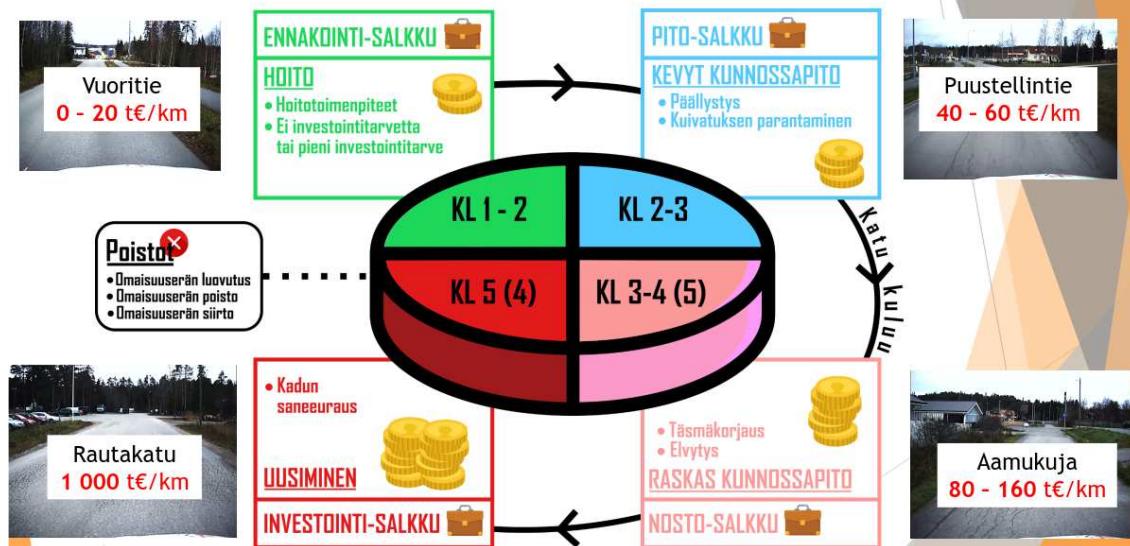 Vuoritie
0 - 20 t€/km
ENNAKOINTI-SALKKU
HOITO
• Hoitotoimenpiteet
• Ei investointitarvetta
tai pieni investointitarve
PITO-SALKKU
KEVYT KUNNOSSAPITO
• Päällystys
• Kuivatuksen parantaminen
Puustellintie
40 - 60 t€/km
KL 1 - 2
KL 2-3
KL 5 (4)
KL 3-4 (5)
Katu kuluu
Poistot
• Omaisuuserän luovutus
• Omaisuuserän poisto
• Omaisuuserän siirto
Rautakatu
1 000 t€/km
• Kadun
saneeuraus
UUSIMINEN
INVESTOINTI-SALKKU
• Täsmäkorjaus
• Elvytys
RASKAS KUNNOSSAPITO
NOSTO-SALKKU
Aamukuja
80 - 160 t€/km